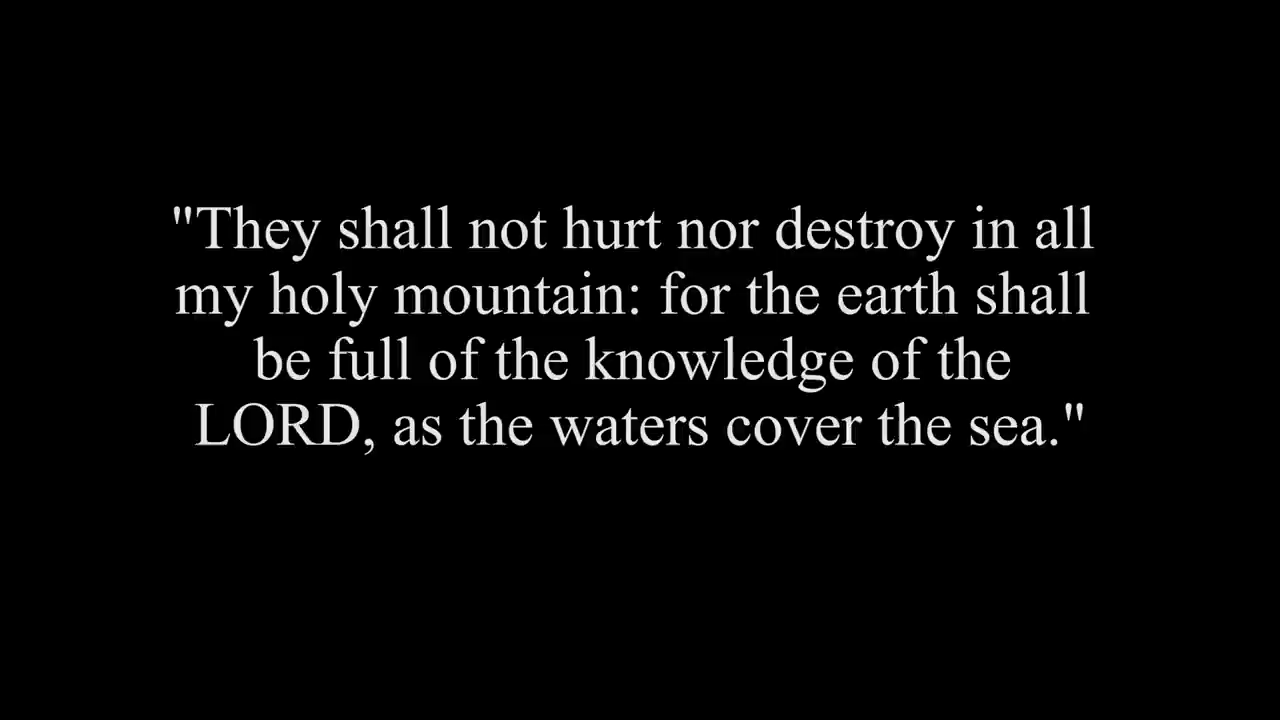 "They shall not hurt nor destroy in all
my holy mountain: for the earth shall
be full of the knowledge of the
LORD, as the waters cover the sea."